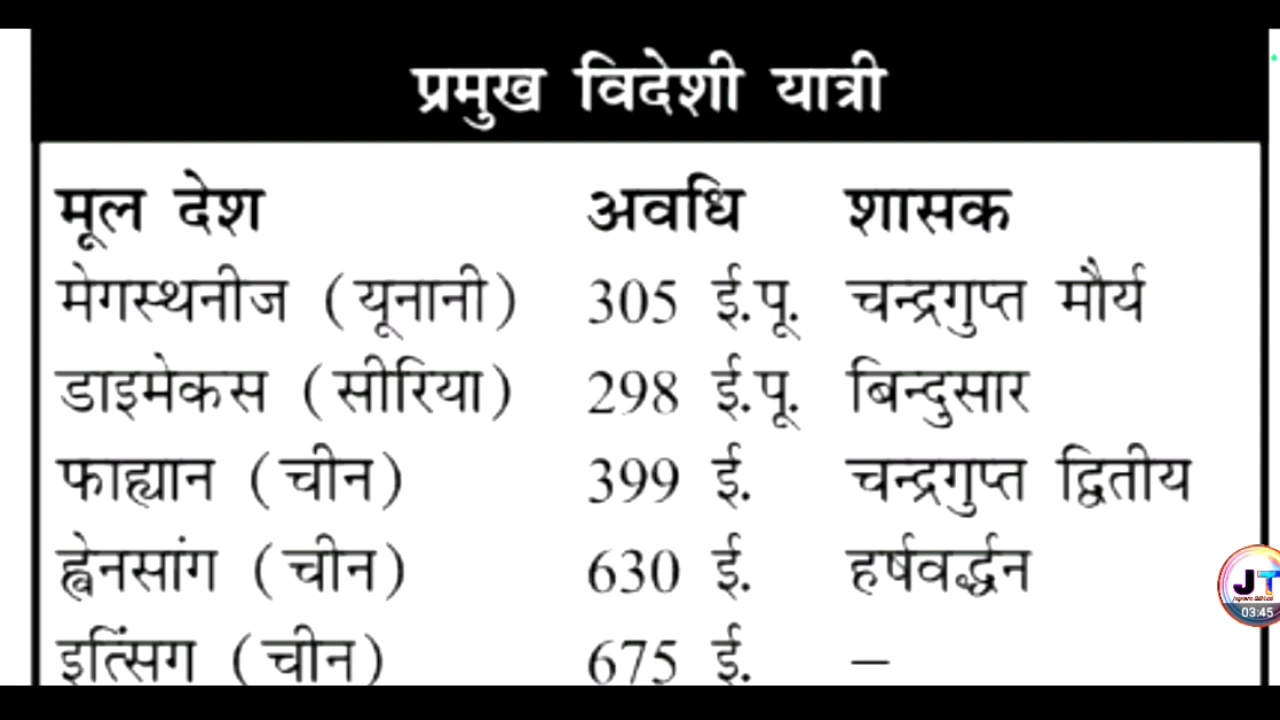 प्रमुख विदेशी यात्री
मूल देश अवधि शासक
मेगस्थनीज (यूनानी) 305 ई.पू. चन्द्रगुप्त मौर्य
डाइमेकस (सीरिया) 298 ई.पू. बिन्दुसार
फाह्यान (चीन) 399 ई. चन्द्रगुप्त द्वितीय
ह्वेनसांग (चीन) 630 ई. हर्षवर्द्धन
इत्सिंग (चीन) 675 ई. –
JT
03:45